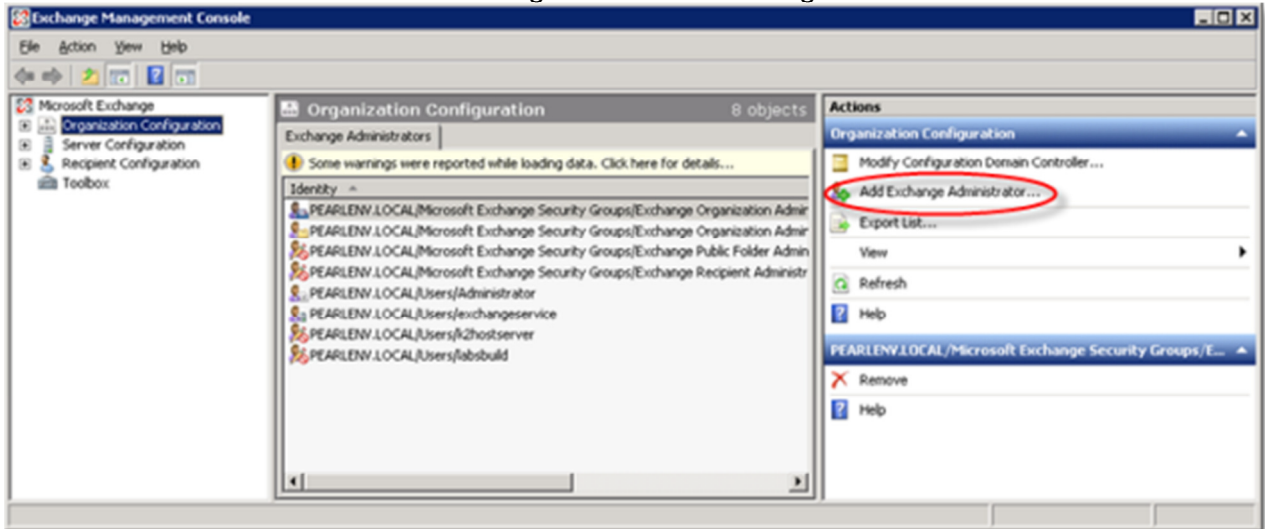 Exchange Management Console
File Action View Help
Microsoft Exchange
Organization Configuration
Server Configuration
Recipient Configuration
Toolbox
Organization Configuration 8 objects
Exchange Administrators
Some warnings were reported while loading data. Click here for details...
Identity
PEARLENV.LOCAL/Microsoft Exchange Security Groups/Exchange Organization Admir
PEARLENV.LOCAL/Microsoft Exchange Security Groups/Exchange Organization Admir
PEARLENV.LOCAL/Microsoft Exchange Security Groups/Exchange Public Folder Admin
PEARLENV.LOCAL/Microsoft Exchange Security Groups/Exchange Recipient Administr
PEARLENV.LOCAL/Users/Administrator
PEARLENV.LOCAL/Users/exchangeservice
PEARLENV.LOCAL/Users/k2hostserver
PEARLENV.LOCAL/Users/labsbuild
Actions
Organization Configuration
Modify Configuration Domain Controller...
Add Exchange Administrator...
Export List...
View
Refresh
Help
PEARLENV.LOCAL/Microsoft Exchange Security Groups/E...
Remove
Help